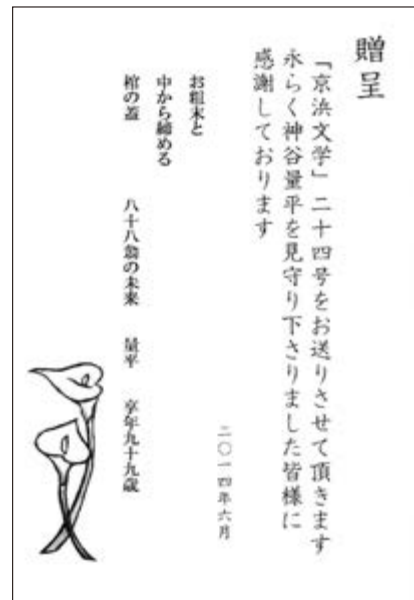 贈呈
「京浜文学」二十四号をお送りさせて頂きます
永らく神谷量平を見守り下さりました皆様に
感謝しております
二〇一四年六月
お粗末と
中から締める
棺の蓋
八十八翁の未来 量平 享年九十九歳